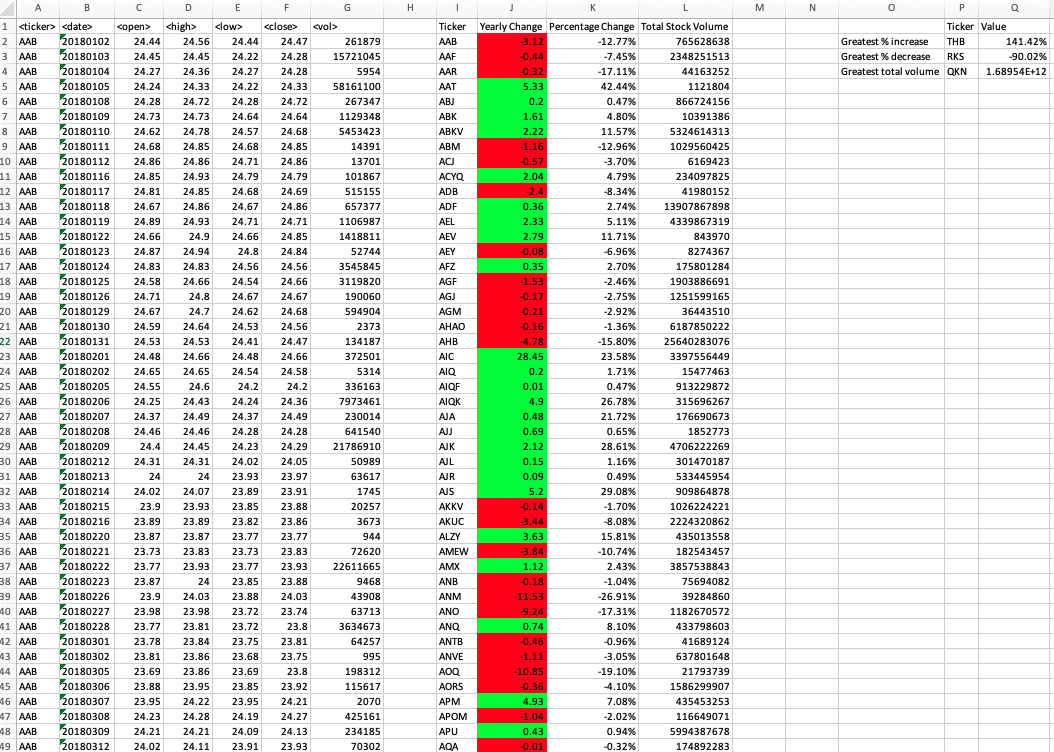 A B C D E F G H I J K L M N O P Q
1 <ticker> <date> <open> <high> <low> <close> <vol> Ticker Yearly Change Percentage Change Total Stock Volume Ticker Value
2 AAB 20180102 24.44 24.56 24.44 24.47 261879 AAB -3.12 -12.77% 765628638 Greatest % increase THB 141.42%
3 AAB 20180103 24.45 24.45 24.22 24.28 15721045 AAF -0.44 -7.45% 2348251513 Greatest % decrease RKS -90.02%
4 AAB 20180104 24.27 24.36 24.27 24.28 5954 AAR -0.32 -17.11% 44163252 Greatest total volume QKN 1.68954E+12
5 AAB 20180105 24.24 24.33 24.22 24.33 58161100 AAT 5.33 42.44% 1121804
6 AAB 20180108 24.28 24.72 24.28 24.72 267347 ABJ 0.2 0.47% 866724156
7 AAB 20180109 24.73 24.73 24.64 24.64 1129348 ABK 1.61 4.80% 10391386
8 AAB 20180110 24.62 24.78 24.57 24.68 5453423 ABKV 2.22 11.57% 5324614313
9 AAB 20180111 24.68 24.85 24.68 24.85 14391 ABM -1.16 -12.96% 1029560425
10 AAB 20180112 24.86 24.86 24.71 24.86 13701 ACJ -0.57 -3.70% 6169423
11 AAB 20180116 24.85 24.93 24.79 24.79 101867 ACYQ 2.04 4.79% 234097825
12 AAB 20180117 24.81 24.85 24.68 24.69 515155 ADB -2.4 -8.34% 41980152
13 AAB 20180118 24.67 24.86 24.67 24.86 657377 ADF 0.36 2.74% 13907867898
14 AAB 20180119 24.89 24.93 24.71 24.71 1106987 AEL 2.33 5.11% 4339867319
15 AAB 20180122 24.66 24.9 24.66 24.85 1418811 AEV 2.79 11.71% 843970
16 AAB 20180123 24.87 24.94 24.8 24.84 52744 AEY -0.08 -6.96% 8274367
17 AAB 20180124 24.83 24.83 24.56 24.56 3545845 AFZ 0.35 2.70% 175801284
18 AAB 20180125 24.58 24.66 24.54 24.66 3119820 AGF -1.53 -2.46% 1903886691
19 AAB 20180126 24.71 24.8 24.67 24.67 190060 AGJ -0.17 -2.75% 1251599165
20 AAB 20180129 24.67 24.7 24.62 24.68 594904 AGM -0.21 -2.92% 36443510
21 AAB 20180130 24.59 24.64 24.53 24.56 2373 AHAO -0.16 -1.36% 6187850222
22 AAB 20180131 24.53 24.53 24.41 24.47 134187 AHB -4.78 -15.80% 25640283076
23 AAB 20180201 24.48 24.66 24.48 24.66 372501 AIC 28.45 23.58% 3397556449
24 AAB 20180202 24.65 24.65 24.54 24.58 5314 AIQ 0.2 1.71% 15477463
25 AAB 20180205 24.55 24.6 24.2 24.2 336163 AIQF 0.01 0.47% 913229872
26 AAB 20180206 24.25 24.43 24.24 24.36 7973461 AIQK 4.9 26.78% 315696267
27 AAB 20180207 24.37 24.49 24.37 24.49 230014 AJA 0.48 21.72% 176690673
28 AAB 20180208 24.46 24.46 24.28 24.28 641540 AJJ 0.69 0.65% 1852773
29 AAB 20180209 24.4 24.45 24.23 24.29 21786910 AJK 2.12 28.61% 4706222269
30 AAB 20180212 24.31 24.31 24.02 24.05 50989 AJL 0.15 1.16% 301470187
31 AAB 20180213 24 24 23.93 23.97 63617 AJR 0.09 0.49% 533445954
32 AAB 20180214 24.02 24.07 23.89 23.91 1745 AJS 5.2 29.08% 909864878
33 AAB 20180215 23.9 23.93 23.85 23.88 20257 AKKV -0.14 -1.70% 1026224221
34 AAB 20180216 23.89 23.89 23.82 23.86 3673 AKUC -3.44 -8.08% 2224320862
35 AAB 20180220 23.87 23.87 23.77 23.77 944 ALZY 3.63 15.81% 435013558
36 AAB 20180221 23.73 23.83 23.73 23.83 72620 AMEW -3.84 -10.74% 182543457
37 AAB 20180222 23.77 23.93 23.77 23.93 22611665 AMX 1.12 2.43% 3857538843
38 AAB 20180223 23.87 24 23.85 23.88 9468 ANB -0.18 -1.04% 75694082
39 AAB 20180226 23.9 24.03 23.88 24.03 43908 ANM -11.53 -26.91% 39284860
40 AAB 20180227 23.98 23.98 23.72 23.74 63713 ANO -9.24 -17.31% 1182670572
41 AAB 20180228 23.77 23.81 23.72 23.8 3634673 ANQ 0.74 8.10% 433798603
42 AAB 20180301 23.78 23.84 23.75 23.81 64257 ANTB -0.46 -0.96% 41689124
43 AAB 20180302 23.81 23.86 23.68 23.75 995 ANVE -1.11 -3.05% 637801648
44 AAB 20180305 23.69 23.86 23.69 23.8 198312 AOQ -10.85 -19.10% 21793739
45 AAB 20180306 23.88 23.95 23.85 23.92 115617 AORS -0.36 -4.10% 1586299907
46 AAB 20180307 23.95 24.22 23.95 24.21 2070 APM 4.93 7.08% 435453253
47 AAB 20180308 24.23 24.28 24.19 24.27 425161 APOM -1.04 -2.02% 116649071
48 AAB 20180309 24.21 24.21 24.09 24.13 234185 APU 0.43 0.94% 5994387678
49 AAB 20180312 24.02 24.11 23.91 23.93 70302 AQA -0.01 -0.32% 174892283